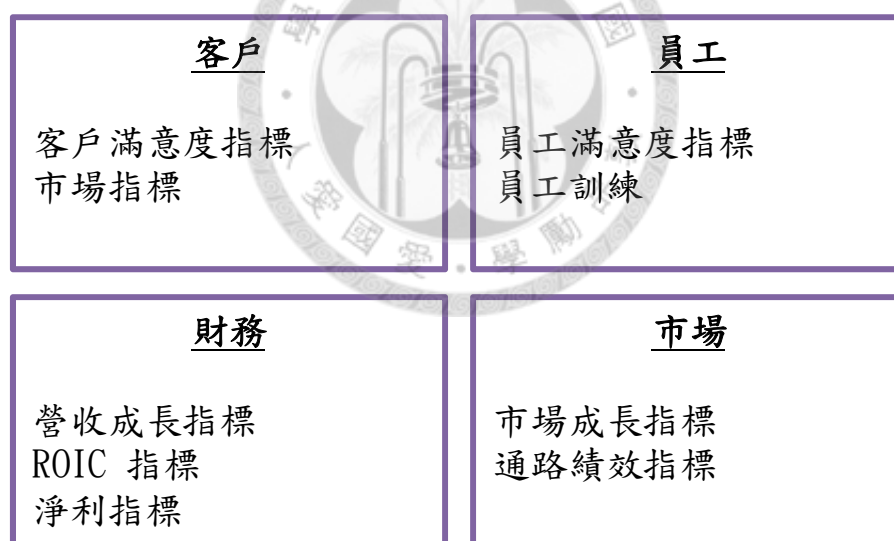 客戶
客戶滿意度指標
市場指標
員工
員工滿意度指標
員工訓練
財務
營收成長指標
ROIC 指標
淨利指標
市場
市場成長指標
通路績效指標